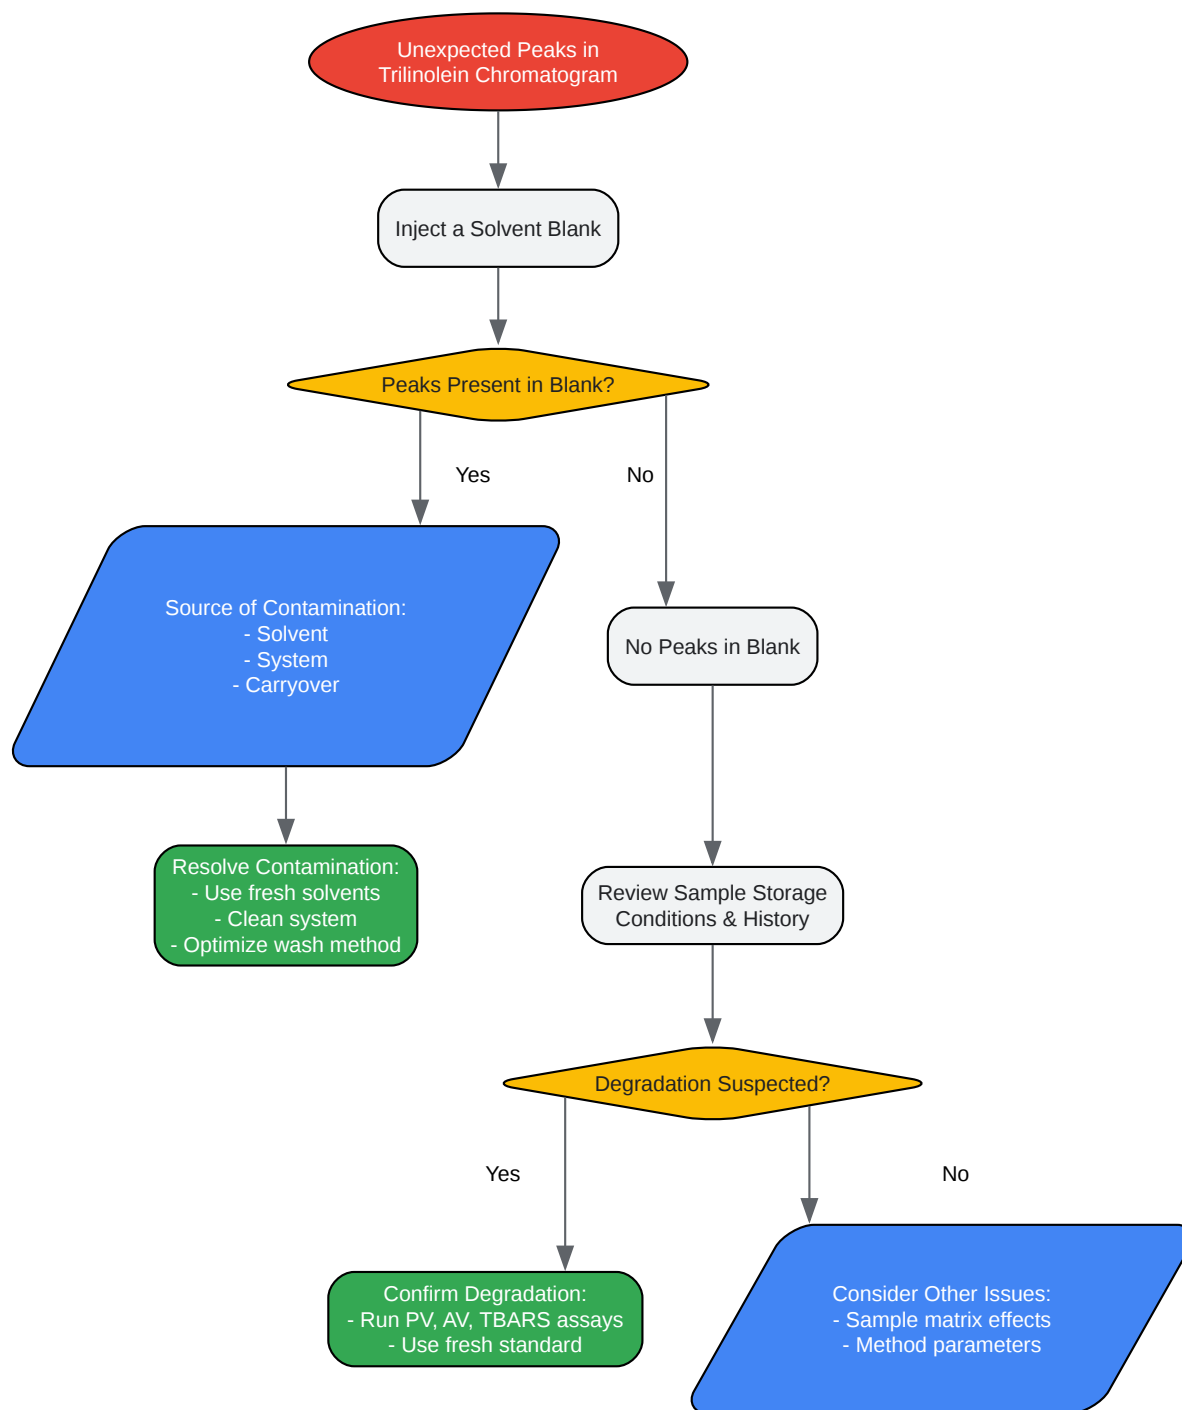 Unexpected Peaks in
Trilinolein Chromatogram
Inject a Solvent Blank
Peaks Present in Blank?
Yes
No
Source of Contamination:
- Solvent
- System
- Carryover
No Peaks in Blank
Resolve Contamination:
- Use fresh solvents
- Clean system
- Optimize wash method
Review Sample Storage
Conditions & History
Degradation Suspected?
Yes
No
Confirm Degradation:
- Run PV, AV, TBARS assays
- Use fresh standard
Consider Other Issues:
- Sample matrix effects
- Method parameters